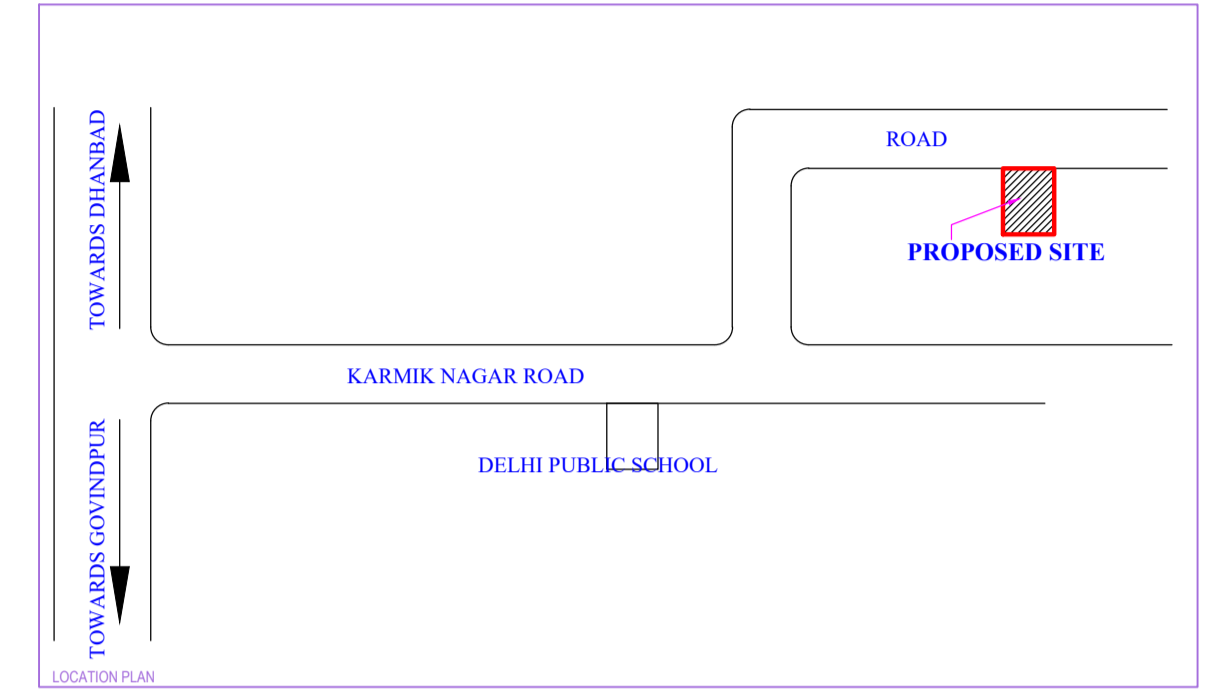 TOWARDS DHANBAD
ROAD
PROPOSED SITE
KARMIK NAGAR ROAD
DELHI PUBLIC SCHOOL
TOWARDS GOVINDPUR
LOCATION PLAN